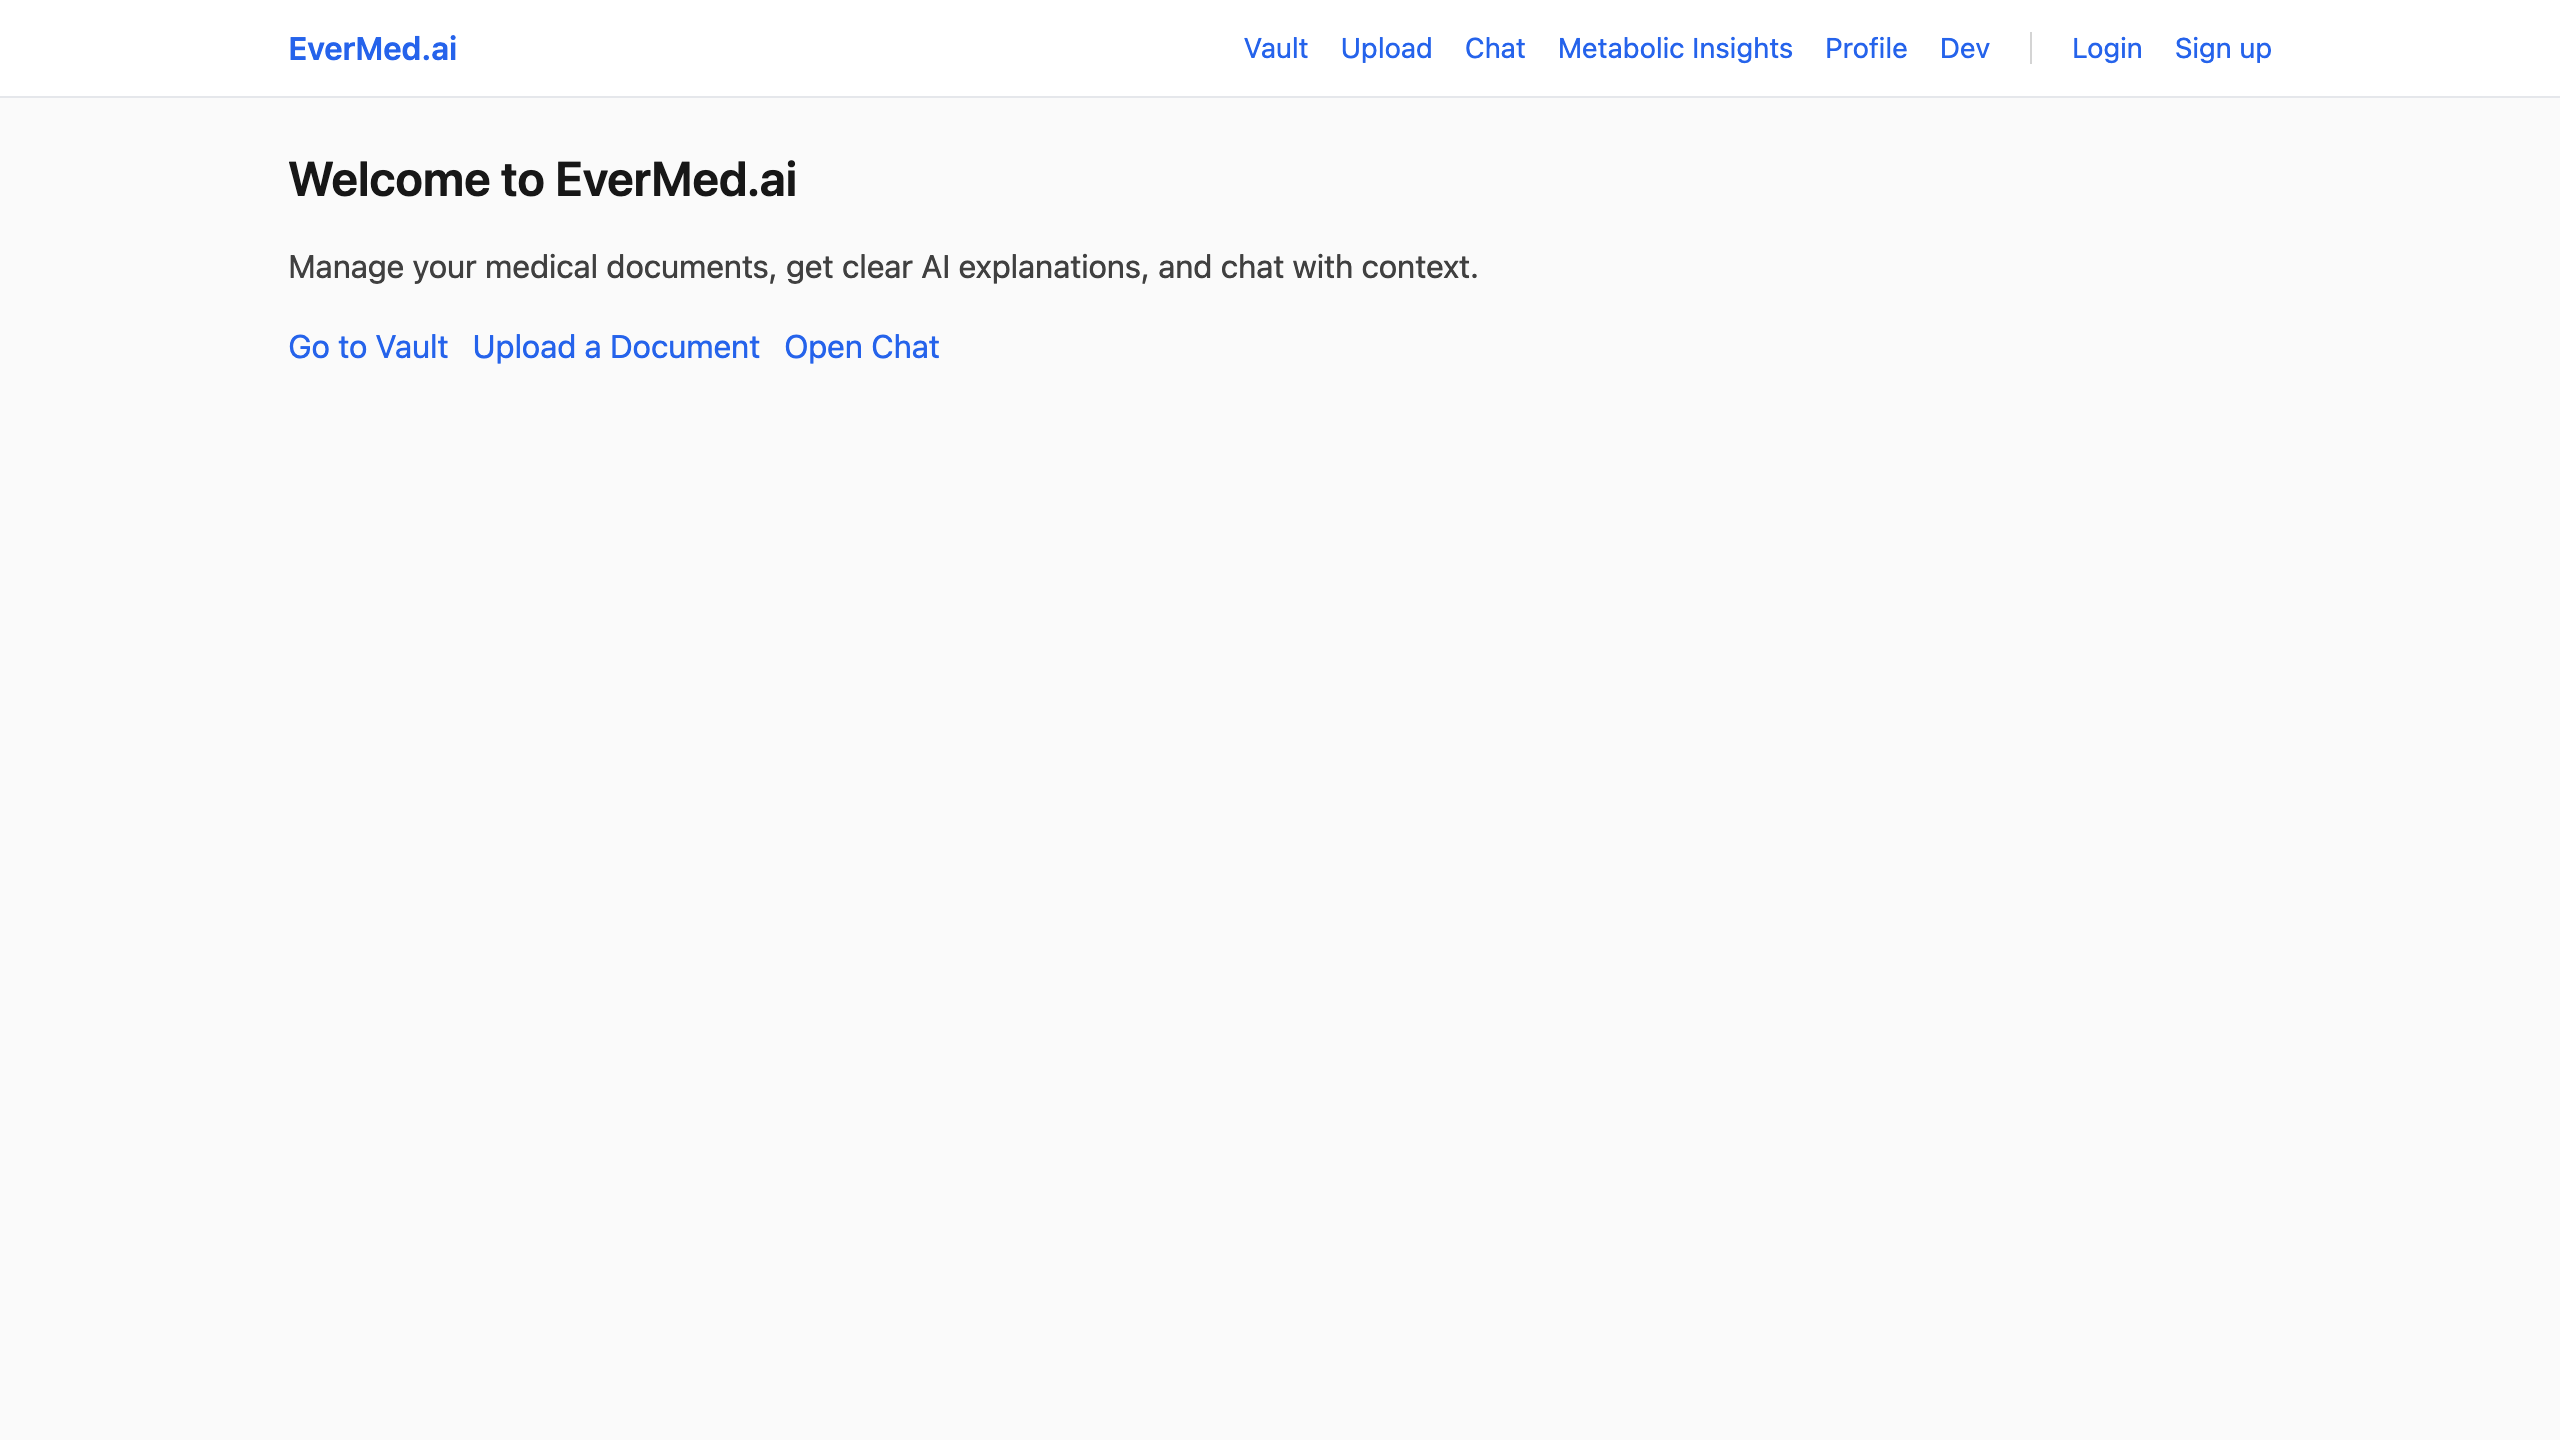 EverMed.ai Vault Upload Chat Metabolic Insights Profile Dev Login Sign up
Welcome to EverMed.ai
Manage your medical documents, get clear AI explanations, and chat with context.
Go to Vault Upload a Document Open Chat